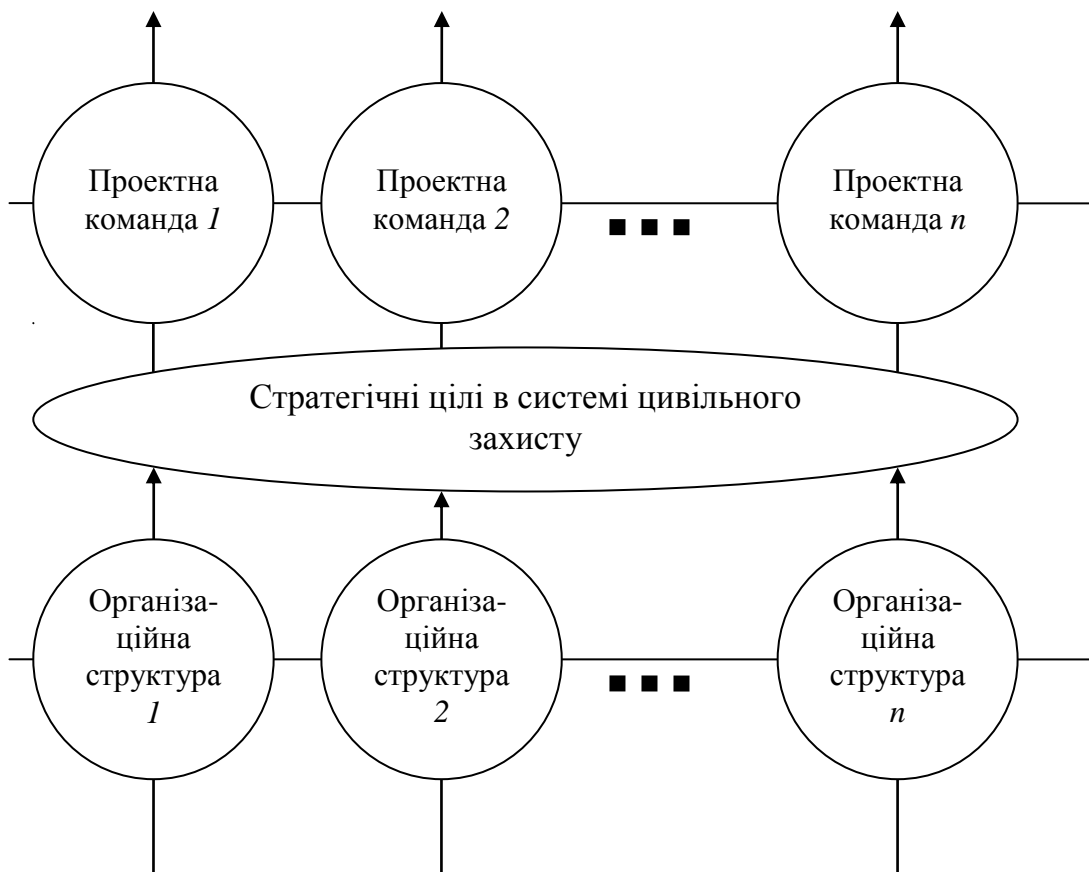 Проектна
команда 1
Проектна
команда 2
Проектна
команда n
Стратегічні цілі в системі цивільного
захисту
Організа-
ційна
структура
1
Організа-
ційна
структура
2
Організа-
ційна
структура
n